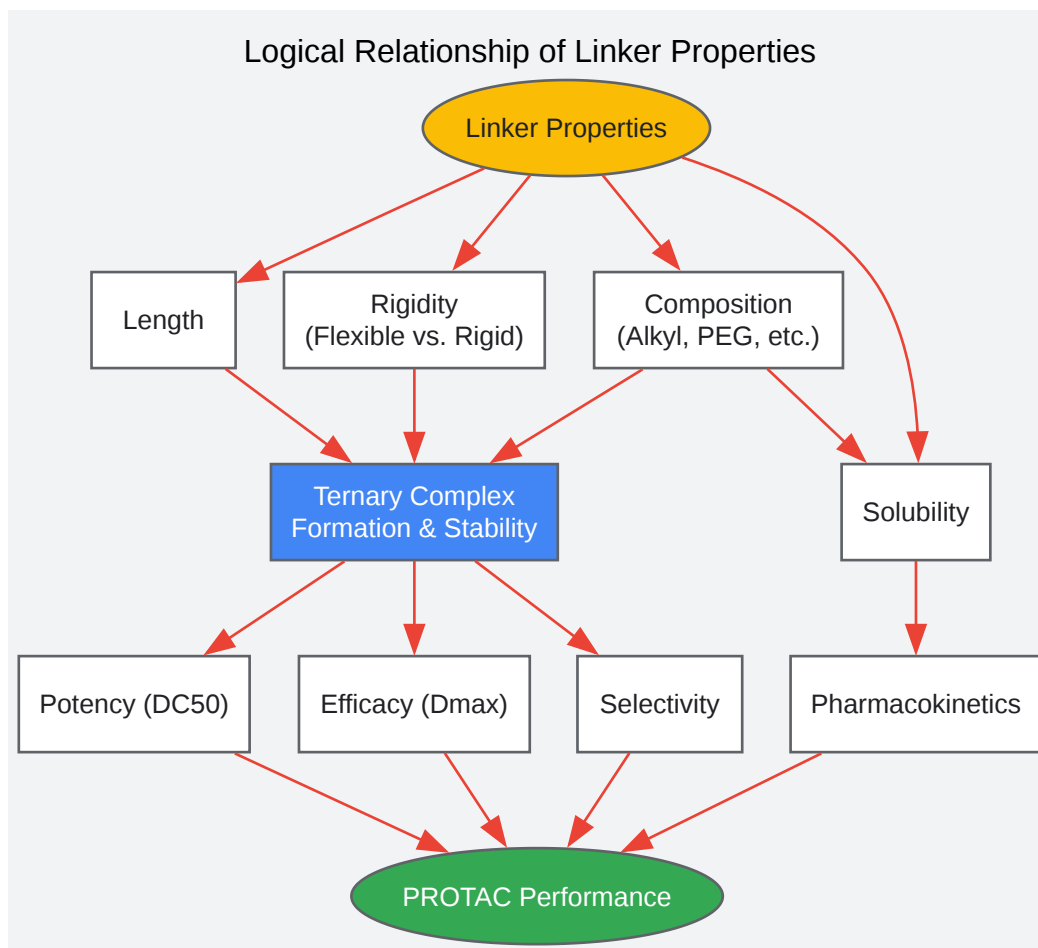 Logical Relationship of Linker Properties
Linker Properties
Length
Rigidity
(Flexible vs. Rigid)
Composition
(Alkyl, PEG, etc.)
Ternary Complex
Formation & Stability
Solubility
Potency (DC50)
Efficacy (Dmax)
Selectivity
Pharmacokinetics
PROTAC Performance